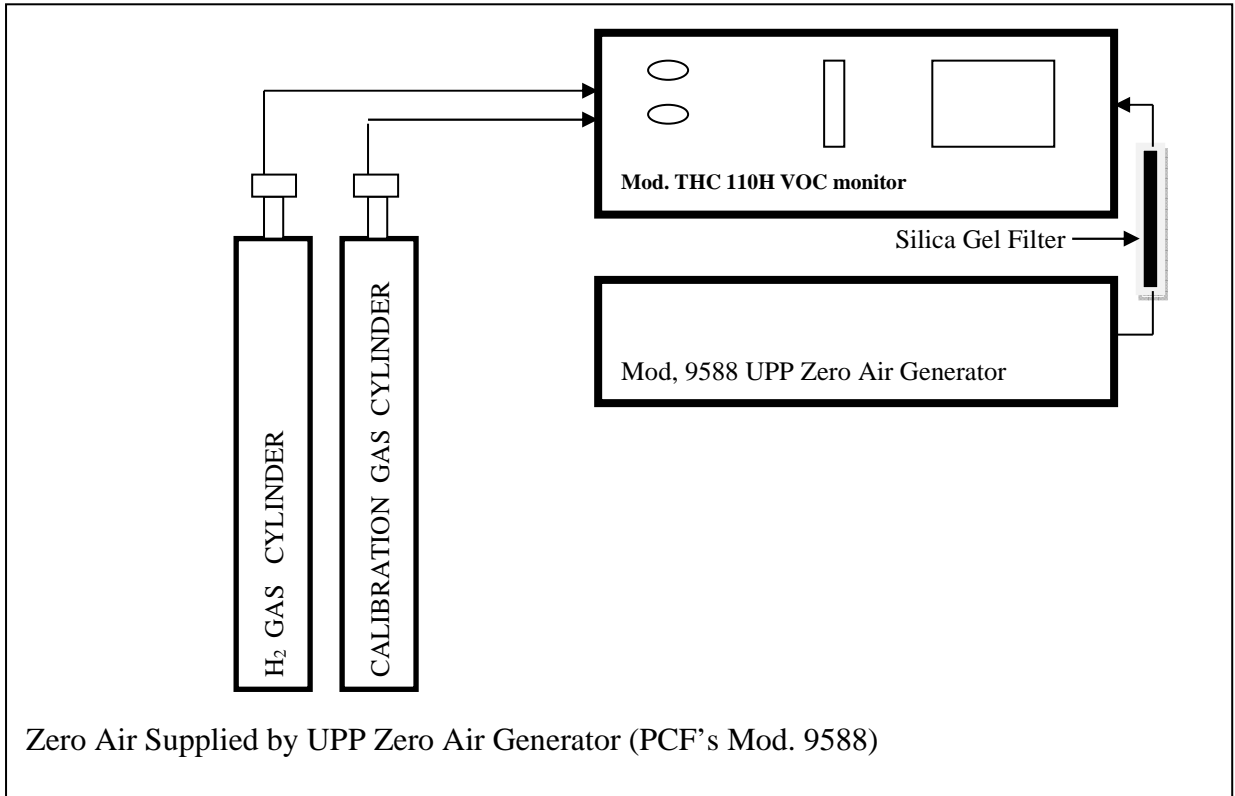 Mod. THC 110H VOC monitor
Silica Gel Filter
Mod, 9588 UPP Zero Air Generator
H₂ GAS CYLINDER
CALIBRATION GAS CYLINDER
Zero Air Supplied by UPP Zero Air Generator (PCF's Mod. 9588)